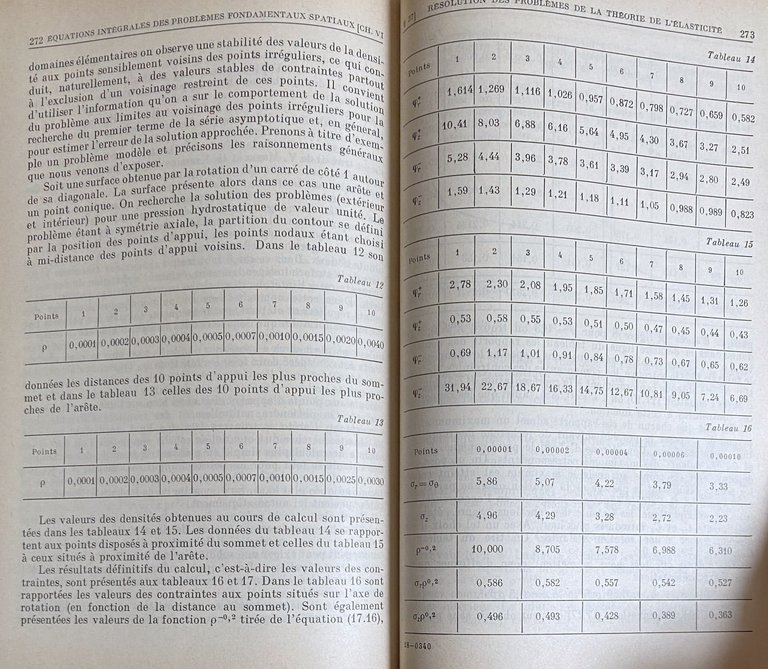 272 ÉQUATIONS INTÉGRALES DES PROBLÈMES FONDAMENTAUX SPATIAUX [CH. VI
domaines élémentaires on observe une stabilité des valeurs de la densi-
té aux points sensiblement voisins des points irréguliers, ce qui con-
duit, naturellement, à des valeurs stables de contraintes partout
à l'exclusion d'un voisinage restreint de ces points. Il convient
d'utiliser l'information qu'on a sur le comportement de la solution
du problème aux limites au voisinage des points irréguliers pour la
recherche du premier terme de la série asymptotique et, en général,
pour estimer l'erreur de la solution approchée. Prenons à titre d'exem-
ple un problème modèle et précisons les raisonnements généraux
que nous venons d'exposer.
Soit une surface obtenue par la rotation d'un carré de côté 1 autour
de sa diagonale. La surface présente alors dans ce cas une arête et
un point conique. On recherche la solution des problèmes (extérieur
et intérieur) pour une pression hydrostatique de valeur unité. Le
problème étant à symétrie axiale, la partition du contour se défini
par la position des points d'appui, les points nodaux étant choisi
à mi-distance des points d'appui voisins. Dans le tableau 12 son
Tableau 12
Points 1 2 3 4 5 6 7 8 9 10
ρ 0,0001 0,0002 0,0003 0,0004 0,0005 0,0007 0,0010 0,0015 0,0020 0,0040
données les distances des 10 points d'appui les plus proches du som-
met et dans le tableau 13 celles des 10 points d'appui les plus pro-
ches de l'arête.
Tableau 13
Points 1 2 3 4 5 6 7 8 9 10
ρ 0,0001 0,0002 0,0003 0,0004 0,0005 0,0007 0,0010 0,0015 0,0025 0,0030
Les valeurs des densités obtenues au cours de calcul sont présen-
tées dans les tableaux 14 et 15. Les données du tableau 14 se rappor-
tent aux points disposés à proximité du sommet et celles du tableau 15
à ceux situés à proximité de l'arête.
Les résultats définitifs du calcul, c'est-à-dire les valeurs des con-
traintes, sont présentés aux tableaux 16 et 17. Dans le tableau 16 sont
rapportées les valeurs des contraintes aux points situés sur l'axe de
rotation (en fonction de la distance au sommet). Sont également
présentées les valeurs de la fonction ρ⁻⁰,² tirée de l'équation (17.16),
RÉSOLUTION DES PROBLÈMES DE LA THÉORIE DE L'ÉLASTICITÉ 273
Tableau 14
Points 1 2 3 4 5 6 7 8 9 10
1,614 1,269 1,116 1,026 0,957 0,872 0,798 0,727 0,659 0,582
10,41 8,03 6,88 6,16 5,64 4,95 4,30 3,67 3,27 2,51
5,28 4,44 3,96 3,78 3,61 3,39 3,17 2,94 2,80 2,49
1,59 1,43 1,29 1,21 1,18 1,11 1,05 0,988 0,989 0,823
Tableau 15
Points 1 2 3 4 5 6 7 8 9 10
2,78 2,30 2,08 1,95 1,85 1,71 1,58 1,45 1,31 1,26
0,53 0,58 0,55 0,53 0,51 0,50 0,47 0,45 0,44 0,43
0,69 1,17 1,01 0,91 0,84 0,78 0,73 0,67 0,65 0,62
31,94 22,67 18,67 16,33 14,75 12,67 10,81 9,05 7,24 6,69
Tableau 16
Points 0,00001 0,00002 0,00004 0,00006 0,00010
σr = σθ 5,86 5,07 4,22 3,79 3,33
σz 4,96 4,29 3,28 2,72 2,23
ρ⁻⁰,² 10,000 8,705 7,578 6,988 6,310
σrρ⁰,² 0,586 0,582 0,557 0,542 0,527
σzρ⁰,² 0,496 0,493 0,428 0,389 0,363
18—0340